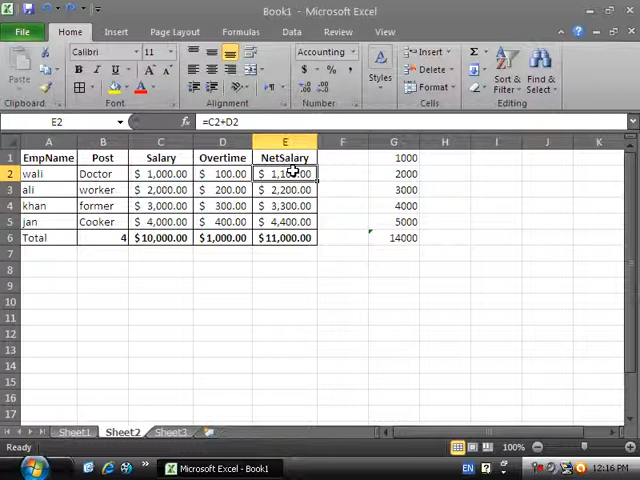 Book1 - Microsoft Excel
File Home Insert Page Layout Formulas Data Review View
Calibri 11 Accounting Insert Σ
Paste B I U A A $ % , Styles Delete Sort & Filter Find & Select
Format
Clipboard Font Alignment Number Cells Editing
E2 fx =C2+D2
A B C D E F G H I J K
1 EmpName Post Salary Overtime NetSalary 1000
2 wali Doctor $ 1,000.00 $ 100.00 $ 1,100.00 2000
3 ali worker $ 2,000.00 $ 200.00 $ 2,200.00 3000
4 khan former $ 3,000.00 $ 300.00 $ 3,300.00 4000
5 jan Cooker $ 4,000.00 $ 400.00 $ 4,400.00 5000
6 Total 4 $10,000.00 $1,000.00 $11,000.00 14000
7
8
9
10
11
12
13
14
15
16
17
Sheet1 Sheet2 Sheet3
Ready 100%
Microsoft Excel - Book1 EN 12:16 PM